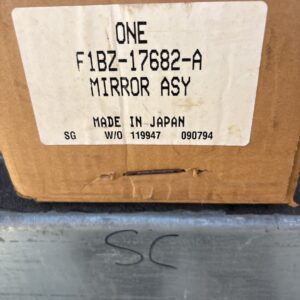 ONE
F1BZ-17682-A
MIRROR ASY
MADE IN JAPAN
SG W/O 119947 090794
SC